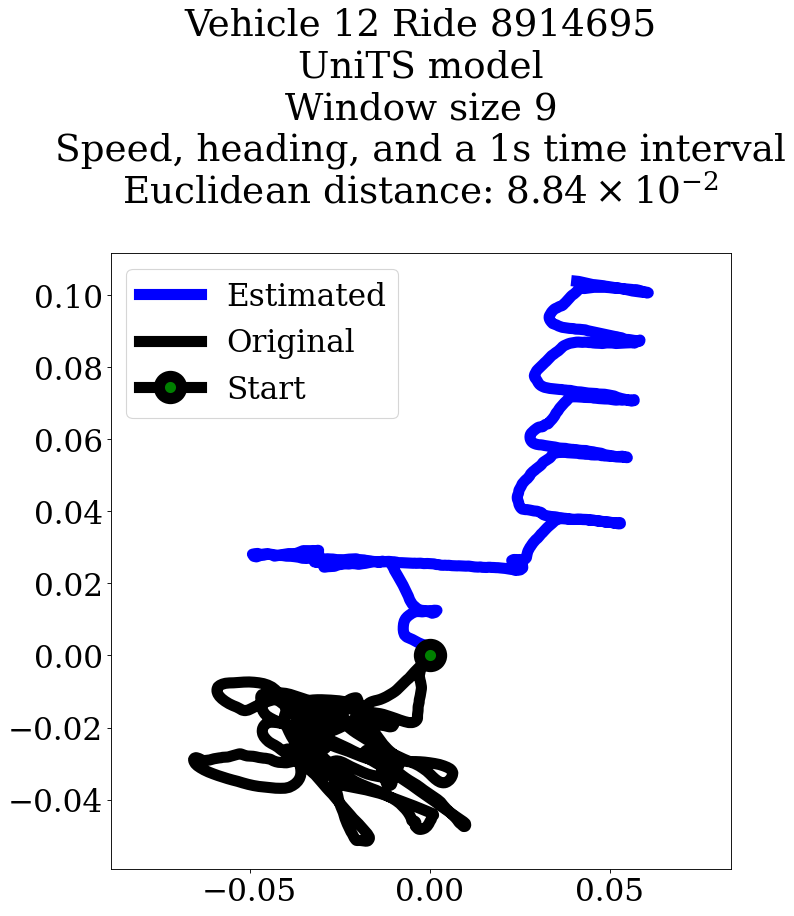 Vehicle 12 Ride 8914695
UniTS model
Window size 9
Speed, heading, and a 1s time interval
Euclidean distance: 8.84 × 10⁻²
Estimated
Original
Start
0.10
0.08
0.06
0.04
0.02
0.00
−0.02
−0.04
−0.05 0.00 0.05